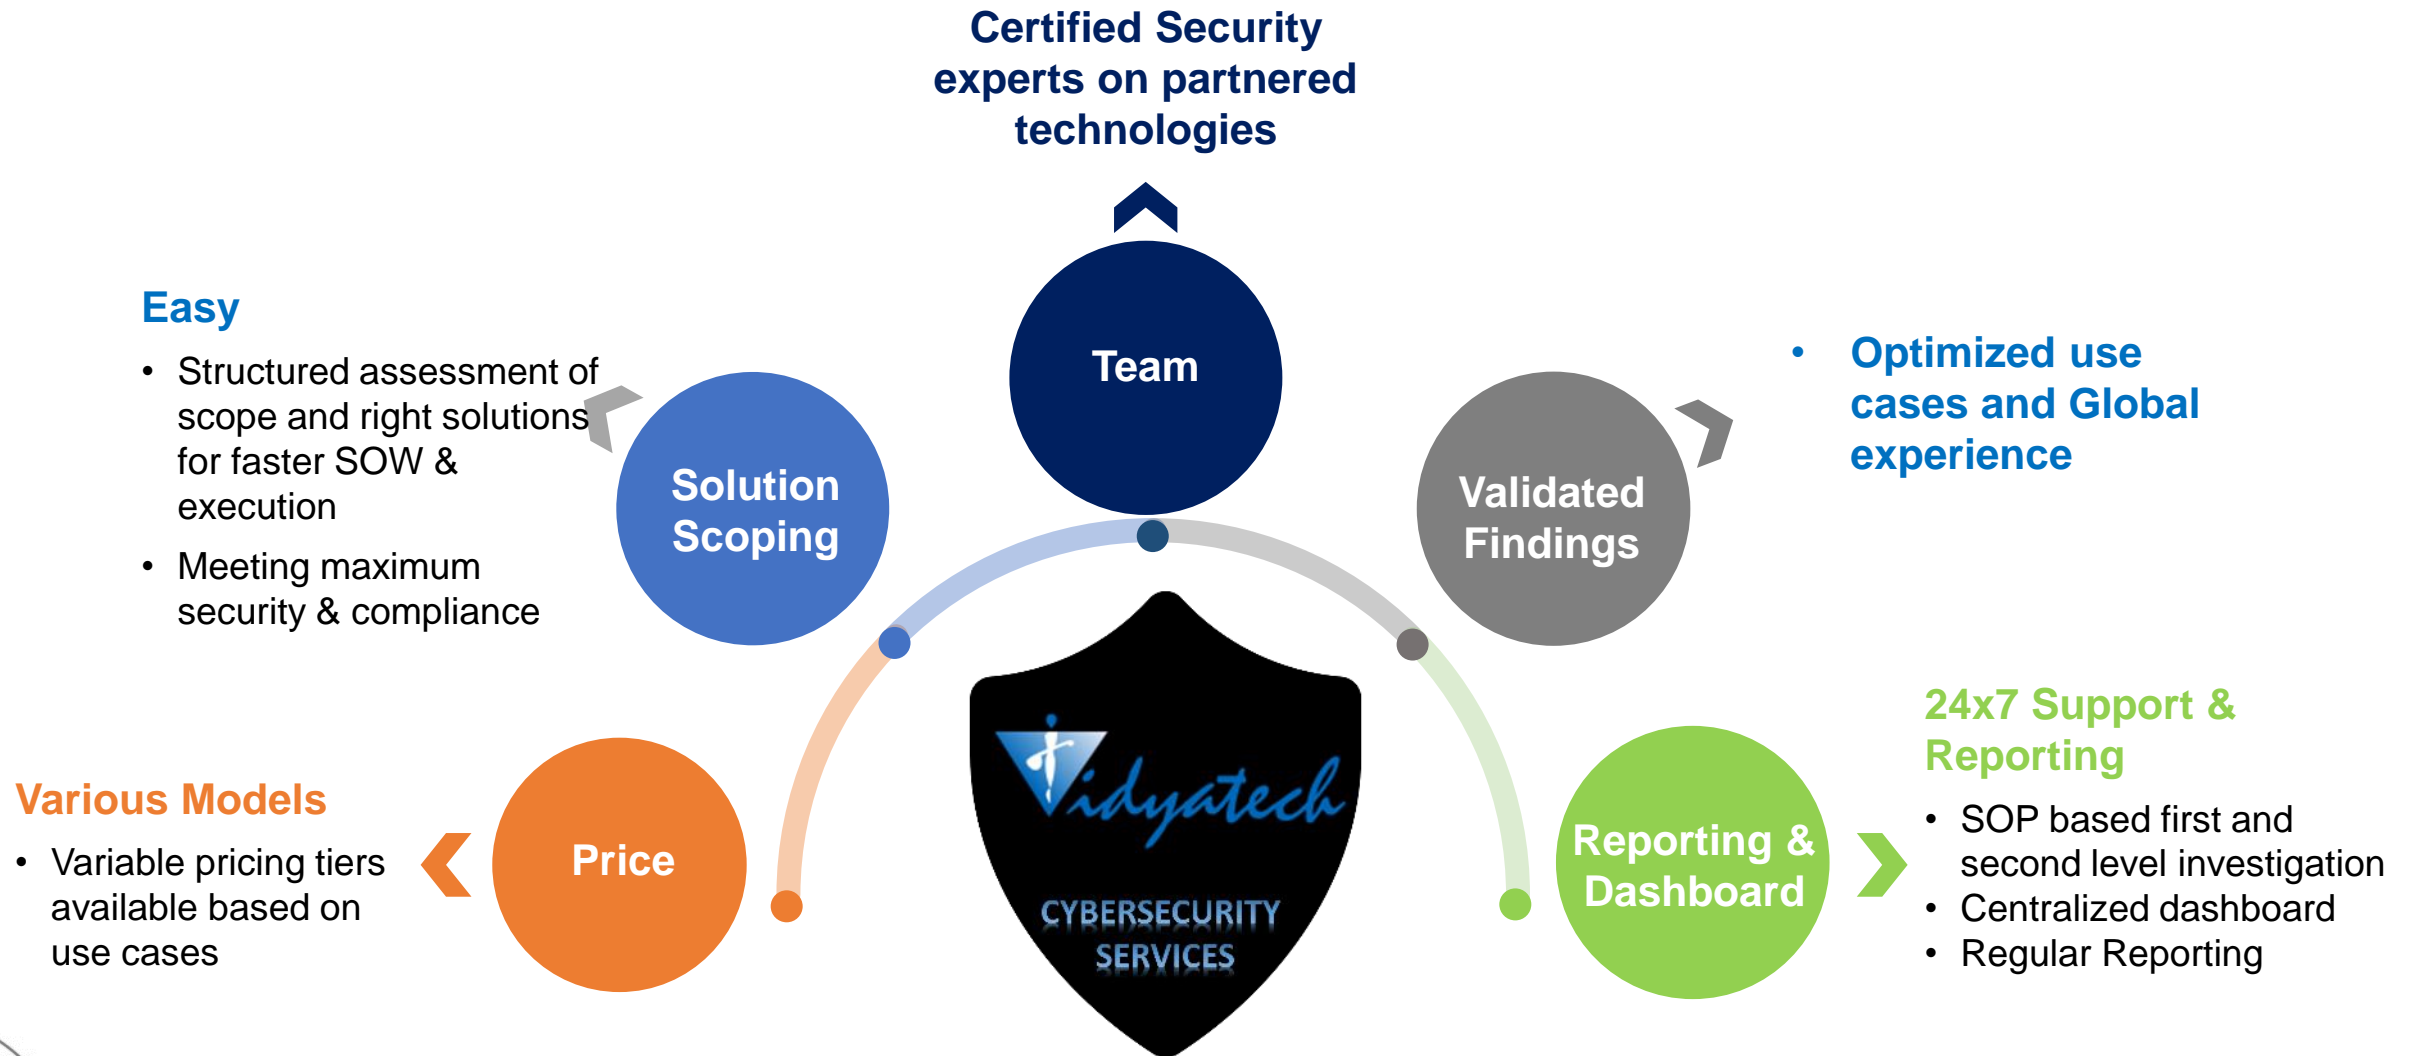 Certified Security
experts on partnered
technologies
Easy
• Structured assessment of
scope and right solutions
for faster SOW &
execution
• Meeting maximum
security & compliance
Team
Solution
Scoping
Validated
Findings
• Optimized use
cases and Global
experience
Various Models
• Variable pricing tiers
available based on
use cases
Price
Vidyatech
CYBERSECURITY
SERVICES
Reporting &
Dashboard
24x7 Support &
Reporting
• SOP based first and
second level investigation
• Centralized dashboard
• Regular Reporting